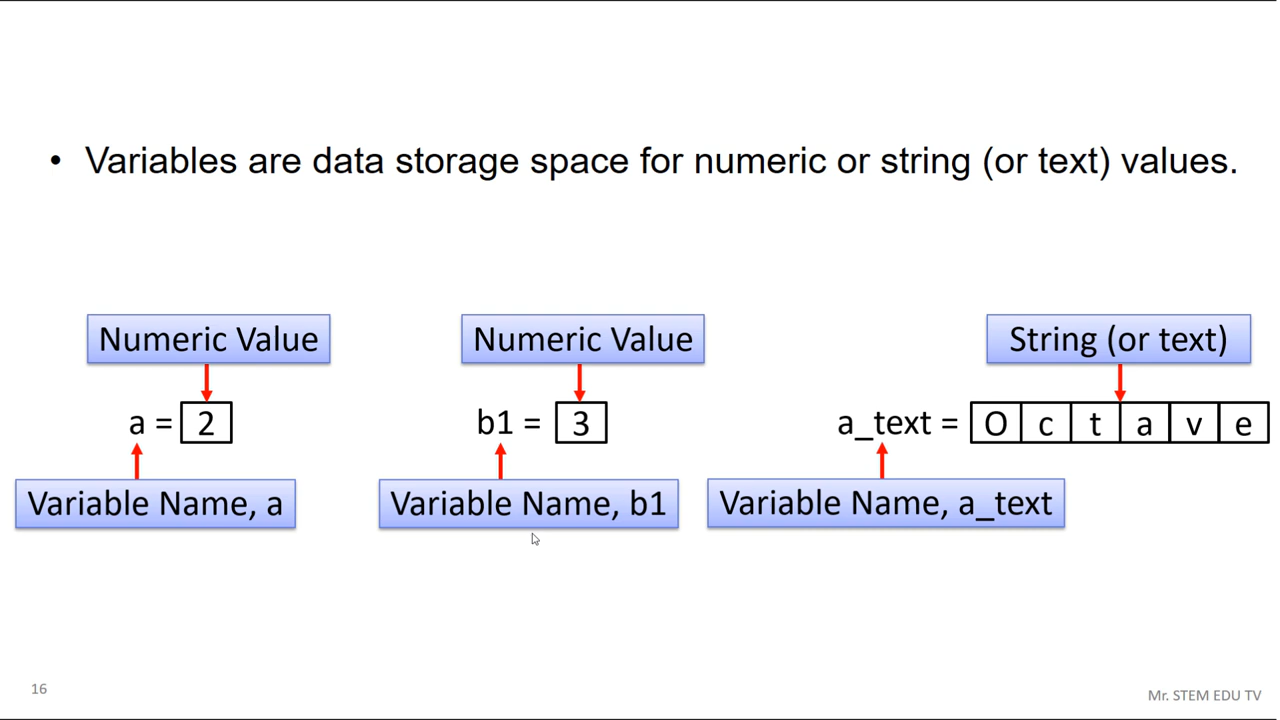 • Variables are data storage space for numeric or string (or text) values.
Numeric Value
Numeric Value
String (or text)
a = 2
b1 = 3
a_text = O c t a v e
Variable Name, a
Variable Name, b1
Variable Name, a_text
16
Mr. STEM EDU TV